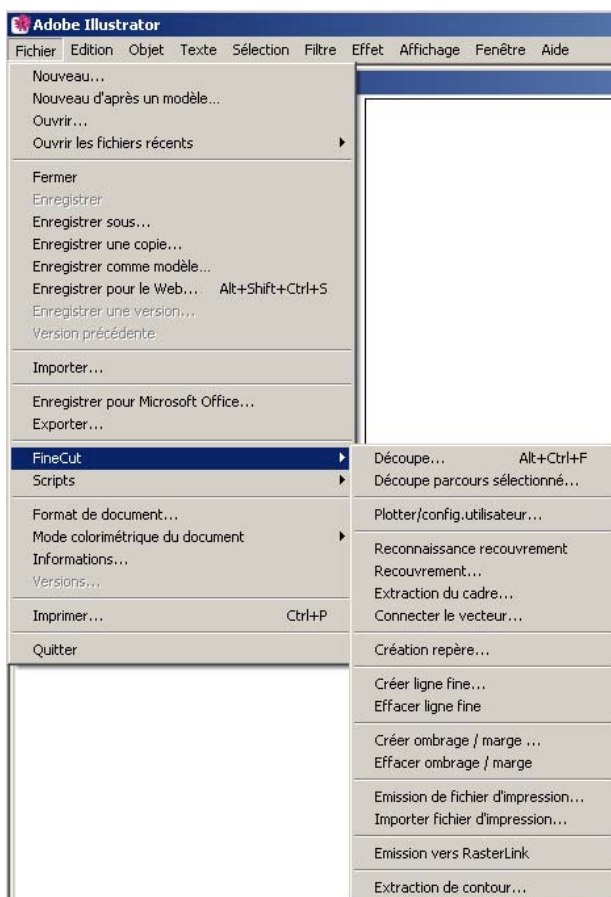 Adobe Illustrator
Fichier Edition Objet Texte Sélection Filtre Effet Affichage Fenêtre Aide
Nouveau...
Nouveau d'après un modèle...
Ouvrir...
Ouvrir les fichiers récents
Fermer
Enregistrer
Enregistrer sous...
Enregistrer une copie...
Enregistrer comme modèle...
Enregistrer pour le Web... Alt+Shift+Ctrl+S
Enregistrer une version...
Version précédente
Importer...
Enregistrer pour Microsoft Office...
Exporter...
FineCut
Scripts
Format de document...
Mode colorimétrique du document
Informations...
Versions...
Imprimer... Ctrl+P
Quitter
Découpe... Alt+Ctrl+F
Découpe parcours sélectionné...
Plotter/config.utilisateur...
Reconnaissance recouvrement
Recouvrement...
Extraction du cadre...
Connecter le vecteur...
Création repère...
Créer ligne fine...
Effacer ligne fine
Créer ombrage / marge ...
Effacer ombrage / marge
Emission de fichier d'impression...
Importer fichier d'impression...
Emission vers RasterLink
Extraction de contour...